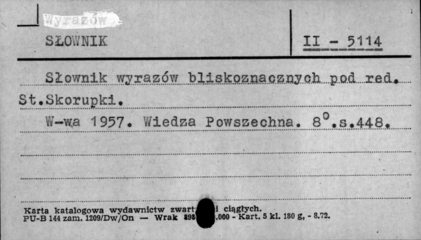 Wyrazów
SŁOWNIK
II - 5114
Słownik wyrazów bliskoznacznych pod red.
St.Skorupki.
W-wa 1957. Wiedza Powszechna. 8°.s.448.
Karta katalogowa wydawnictw zwart i ciągłych.
PU-B 144 zam. 1209/Dw/On — Wrak .000 - Kart. 5 kl. 180 g, - 8.72.